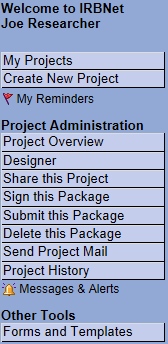 Welcome to IRBNet
Joe Researcher
My Projects
Create New Project
My Reminders
Project Administration
Project Overview
Designer
Share this Project
Sign this Package
Submit this Package
Delete this Package
Send Project Mail
Project History
Messages & Alerts
Other Tools
Forms and Templates